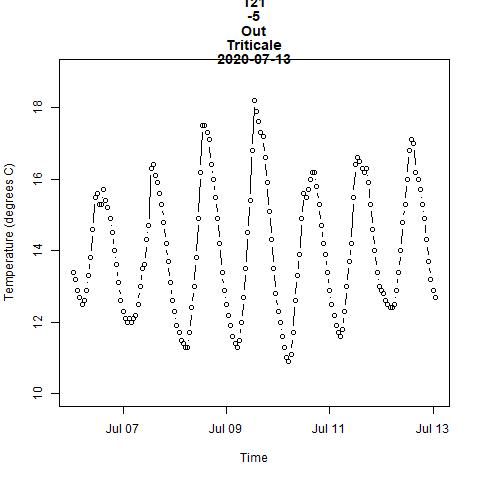 121
-5
Out
Triticale
2020-07-13
Temperature (degrees C)
18
16
14
12
10
Jul 07
Jul 09
Jul 11
Jul 13
Time